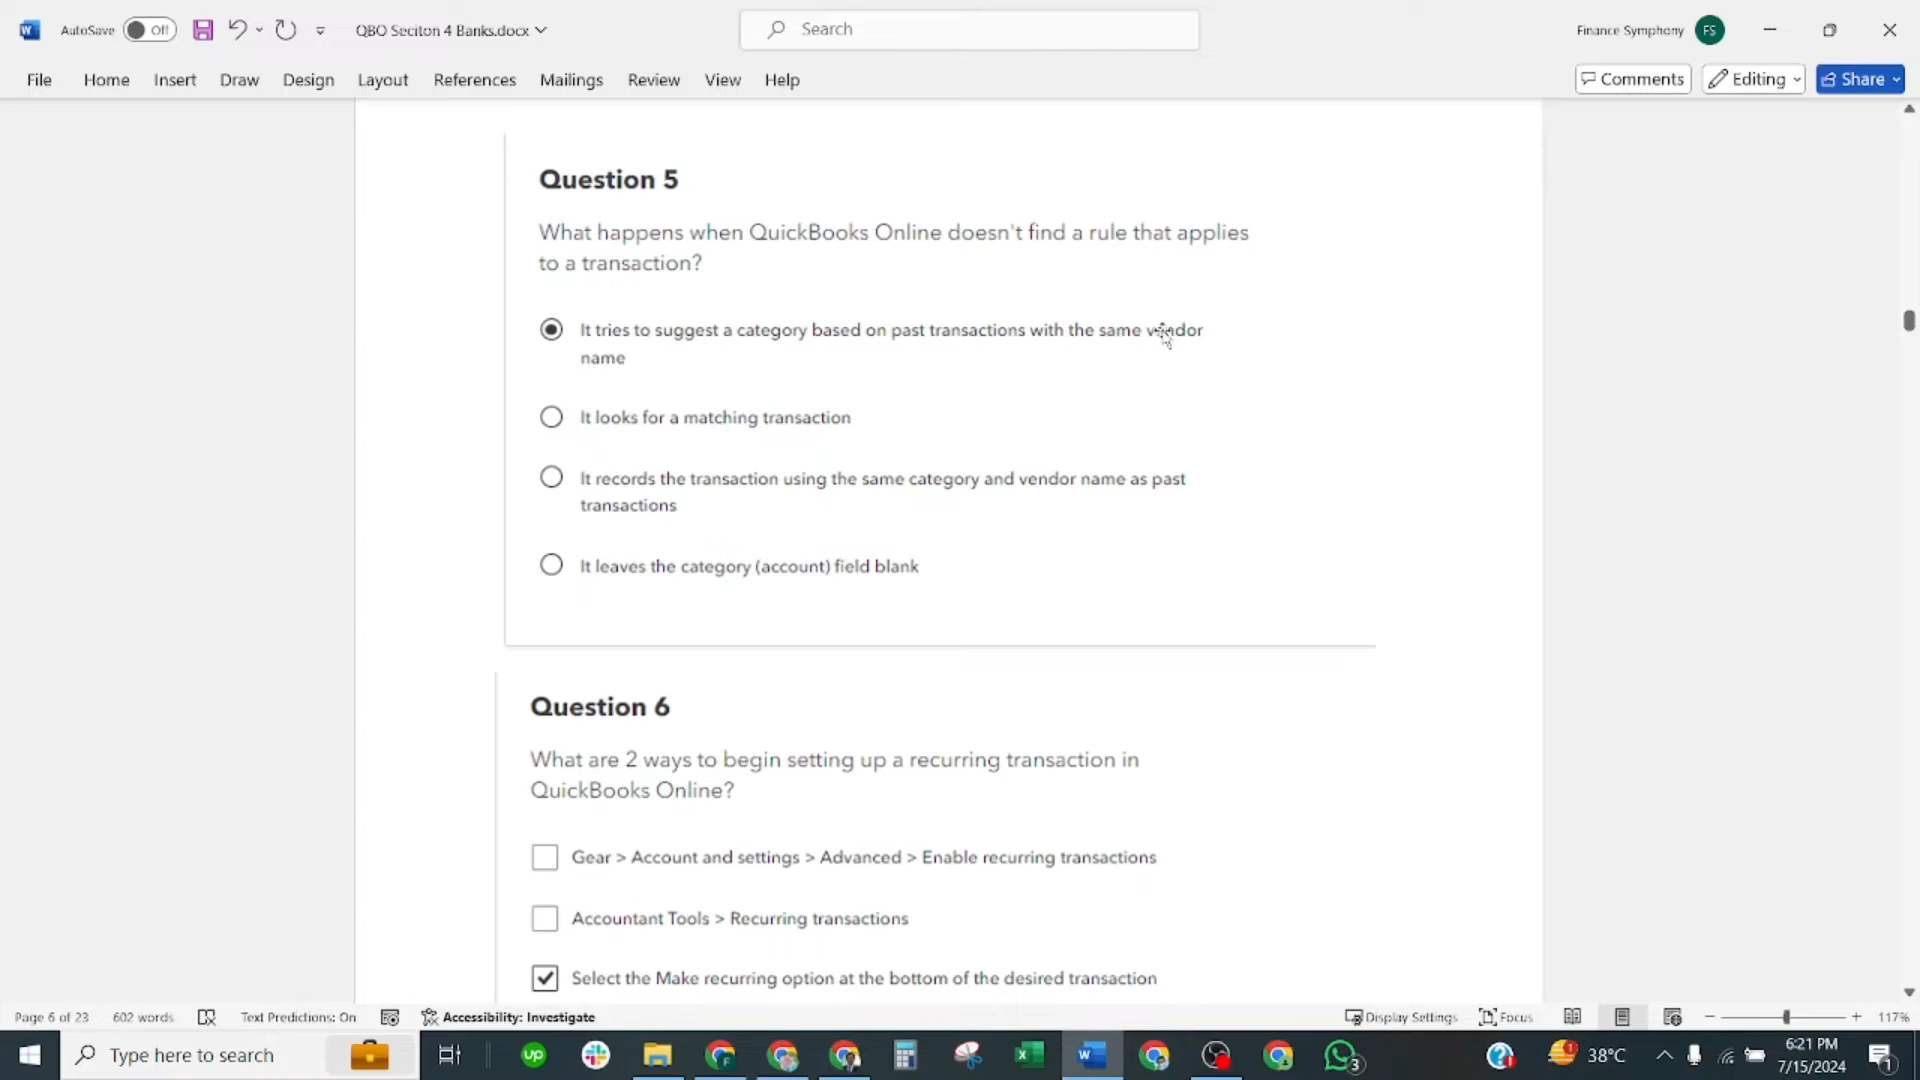 AutoSave Off QBO Seciton 4 Banks.docx Search Finance Symphony FS
File Home Insert Draw Design Layout References Mailings Review View Help Comments Editing Share
Question 5
What happens when QuickBooks Online doesn't find a rule that applies
to a transaction?
It tries to suggest a category based on past transactions with the same vendor
name
It looks for a matching transaction
It records the transaction using the same category and vendor name as past
transactions
It leaves the category (account) field blank
Question 6
What are 2 ways to begin setting up a recurring transaction in
QuickBooks Online?
Gear > Account and settings > Advanced > Enable recurring transactions
Accountant Tools > Recurring transactions
Select the Make recurring option at the bottom of the desired transaction
Page 6 of 23 602 words Text Predictions: On Accessibility: Investigate Display Settings Focus 117%
Type here to search up 3 1 38°C 6:21 PM 1
7/15/2024